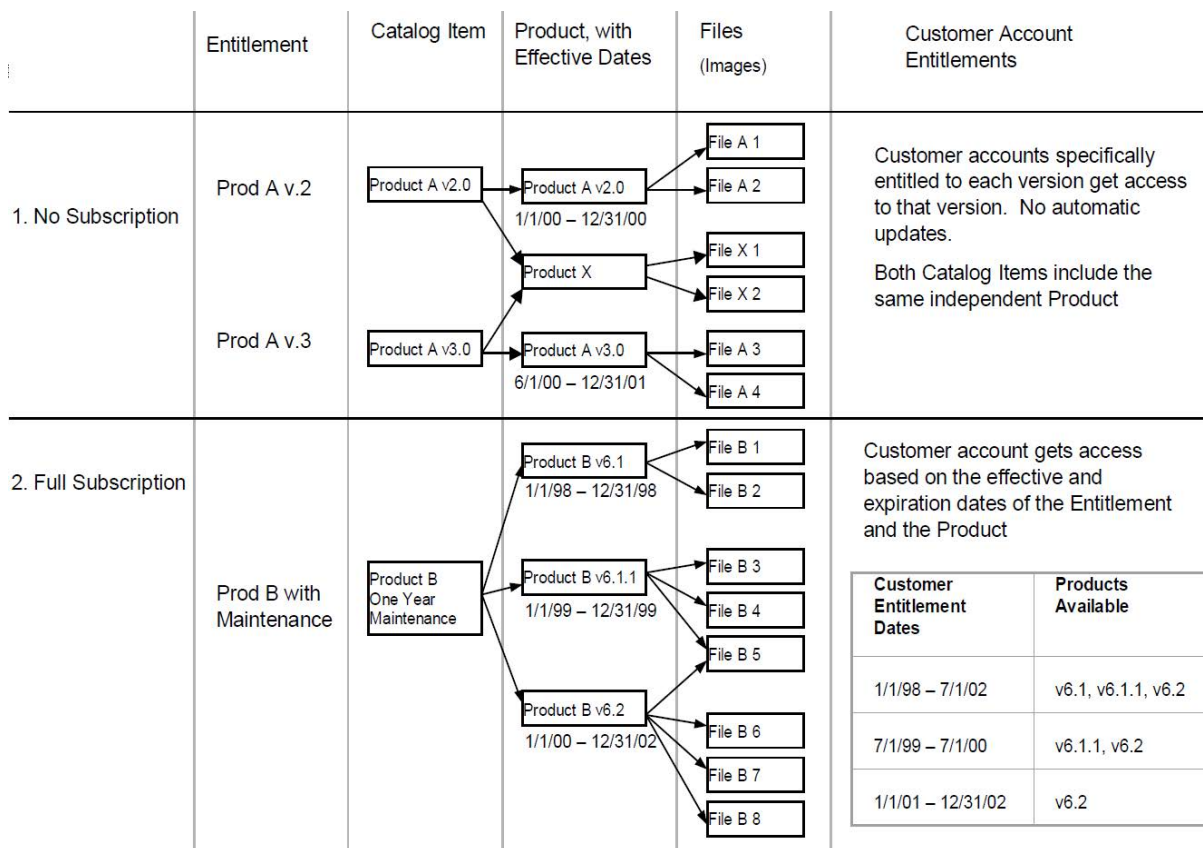 Entitlement
Catalog Item
Product, with
Effective Dates
Files
(Images)
Customer Account
Entitlements
1. No Subscription
Prod A v.2
Product A v2.0
Product A v2.0
1/1/00 – 12/31/00
File A 1
File A 2
Product X
File X 1
File X 2
Prod A v.3
Product A v3.0
Product A v3.0
6/1/00 – 12/31/01
File A 3
File A 4
Customer accounts specifically
entitled to each version get access
to that version. No automatic
updates.
Both Catalog Items include the
same independent Product
2. Full Subscription
Prod B with
Maintenance
Product B
One Year
Maintenance
Product B v6.1
1/1/98 – 12/31/98
File B 1
File B 2
Product B v6.1.1
1/1/99 – 12/31/99
File B 3
File B 4
File B 5
Product B v6.2
1/1/00 – 12/31/02
File B 6
File B 7
File B 8
Customer account gets access
based on the effective and
expiration dates of the Entitlement
and the Product
Customer
Entitlement
Dates
Products
Available
1/1/98 – 7/1/02
v6.1, v6.1.1, v6.2
7/1/99 – 7/1/00
v6.1.1, v6.2
1/1/01 – 12/31/02
v6.2